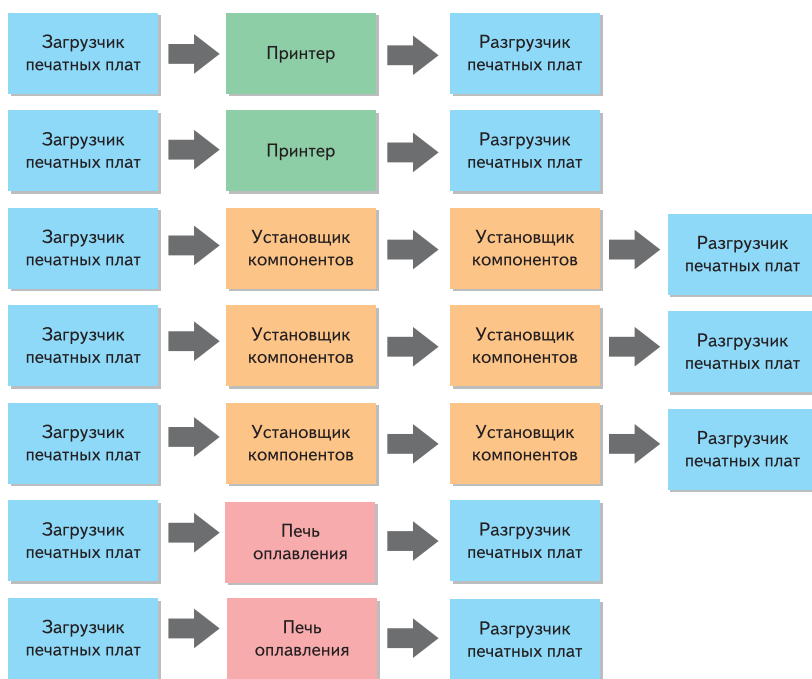 Загрузчик
печатных плат
Принтер
Разгрузчик
печатных плат
Загрузчик
печатных плат
Принтер
Разгрузчик
печатных плат
Загрузчик
печатных плат
Установщик
компонентов
Установщик
компонентов
Разгрузчик
печатных плат
Загрузчик
печатных плат
Установщик
компонентов
Установщик
компонентов
Разгрузчик
печатных плат
Загрузчик
печатных плат
Установщик
компонентов
Установщик
компонентов
Разгрузчик
печатных плат
Загрузчик
печатных плат
Печь
оплавления
Разгрузчик
печатных плат
Загрузчик
печатных плат
Печь
оплавления
Разгрузчик
печатных плат